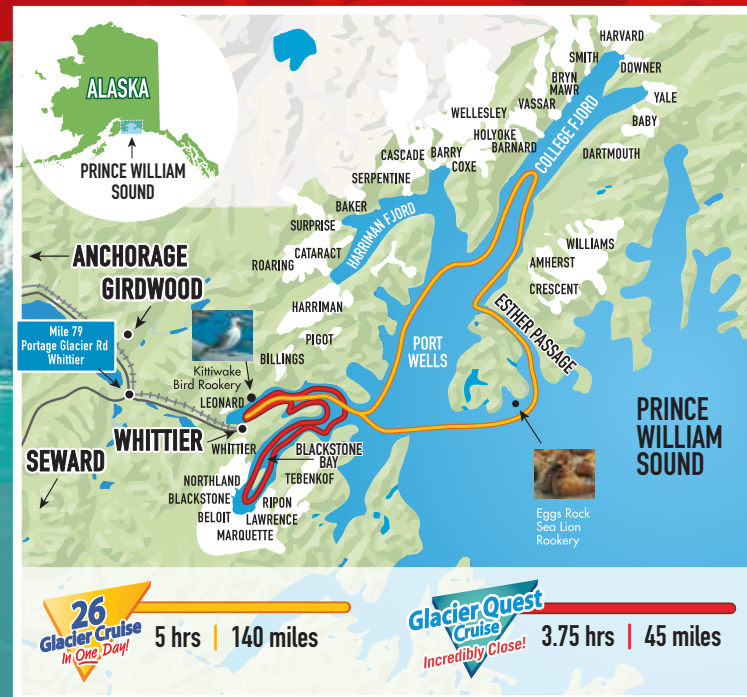 ALASKA
PRINCE WILLIAM
SOUND
HARVARD
SMITH
DOWNER
BRYN
MAWR
YALE
VASSAR
BABY
WELLESLEY
HOLYOKE
BARNARD
COLLEGE FJORD
DARTMOUTH
CASCADE
BARRY
COXE
SERPENTINE
BAKER
HARRIMAN FJORD
SURPRISE
CATARACT
ROARING
WILLIAMS
AMHERST
CRESCENT
ANCHORAGE
GIRDWOOD
HARRIMAN
ESTHER PASSAGE
Mile 79
Portage Glacier Rd
Whittier
PIGOT
PORT
WELLS
BILLINGS
Kittiwake
Bird Rookery
LEONARD
WHITTIER
WHITTIER
PRINCE
WILLIAM
SOUND
SEWARD
BLACKSTONE
BAY
TEBENKOF
NORTHLAND
BLACKSTONE
RIPON
BELOIT
LAWRENCE
MARQUETTE
Eggs Rock
Sea Lion
Rookery
26
Glacier Cruise
In One Day!
5 hrs | 140 miles
Glacier Quest
Cruise
Incredibly Close!
3.75 hrs | 45 miles